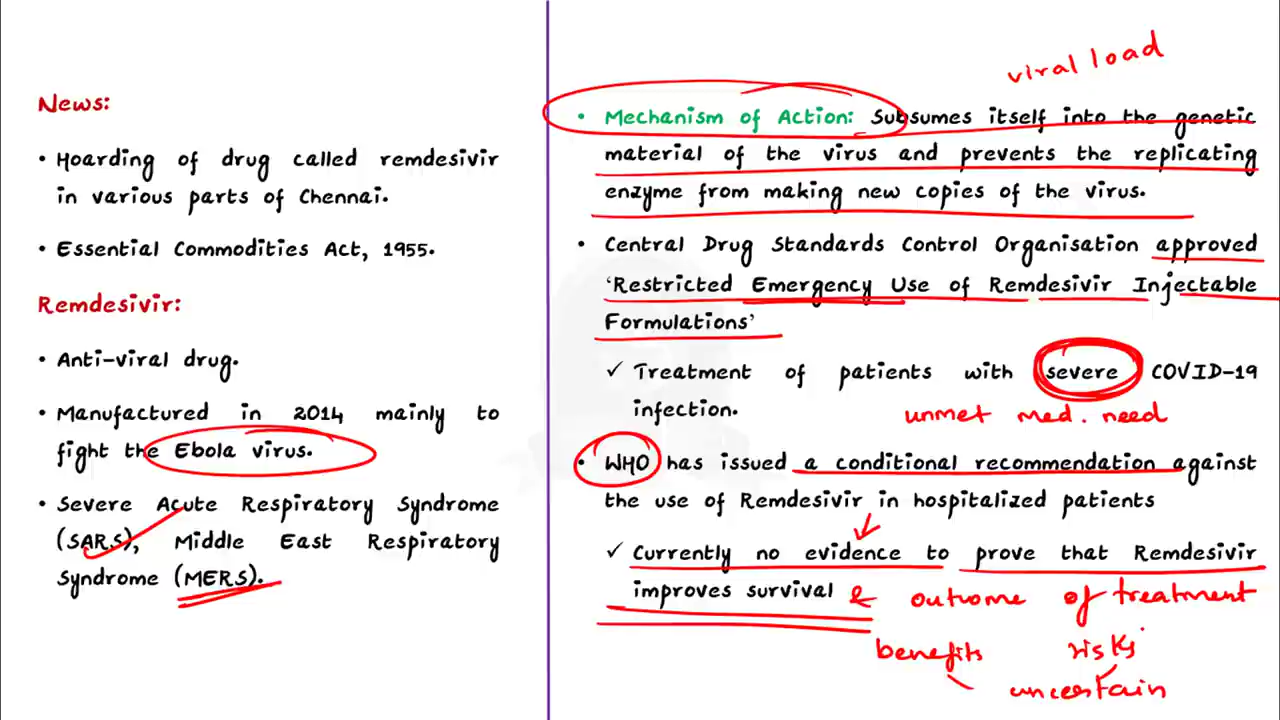 News:
• Hoarding of drug called remdesivir
in various parts of Chennai.
• Essential Commodities Act, 1955.
Remdesivir:
• Anti-viral drug.
• Manufactured in 2014 mainly to
fight the Ebola virus.
• Severe Acute Respiratory Syndrome
(SARS), Middle East Respiratory
Syndrome (MERS).
viral load
• Mechanism of Action: Subsumes itself into the genetic
material of the virus and prevents the replicating
enzyme from making new copies of the virus.
• Central Drug Standards Control Organisation approved
‘Restricted Emergency Use of Remdesivir Injectable
Formulations’
✓ Treatment of patients with severe COVID-19
infection.
unmet med. need
• WHO has issued a conditional recommendation against
the use of Remdesivir in hospitalized patients
✓ Currently no evidence to prove that Remdesivir
improves survival & outcome of treatment
benefits risks
uncertain